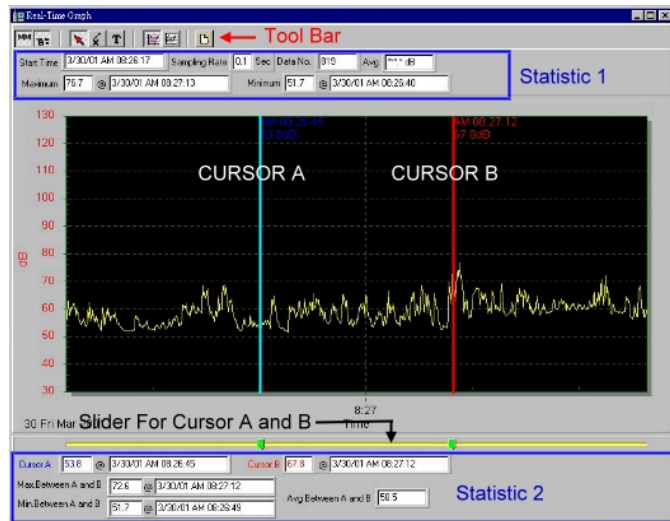 Real-Time Graph
T
Tool Bar
Start Time 3/30/01 AM 08:26:17 Sampling Rate 0.1 Sec Data No. 819 Avg **.* dB
Maximum 76.7 @ 3/30/01 AM 08:27:13 Minimum 51.7 @ 3/30/01 AM 08:26:48
Statistic 1
130
120
110
100
90
80
70
60
50
40
30
dB
AM 08:26:45
53.8dB
AM 08:27:12
67.8dB
CURSOR A
CURSOR B
8:27
30 Fri Mar
Time
Slider For Cursor A and B
Cursor A 53.8 @ 3/30/01 AM 08:26:45 Cursor B 67.8 @ 3/30/01 AM 08:27:12
Max.Between A and B 72.6 @ 3/30/01 AM 08:27:12
Min.Between A and B 51.7 @ 3/30/01 AM 08:26:49
Avg Between A and B 58.5
Statistic 2